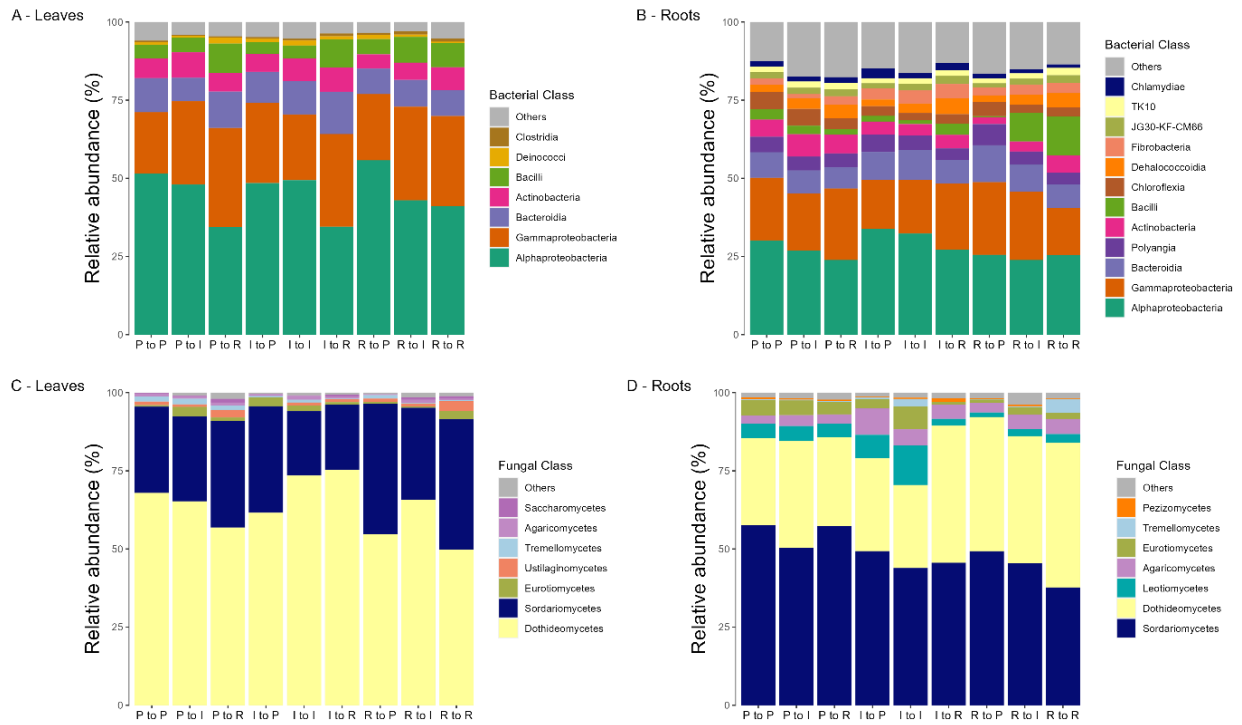 A - Leaves
Relative abundance (%)
100
75
50
25
0
P to P P to I P to R I to P I to I I to R R to P R to I R to R
Bacterial Class
Others
Clostridia
Deinococci
Bacilli
Actinobacteria
Bacteroidia
Gammaproteobacteria
Alphaproteobacteria
B - Roots
Relative abundance (%)
100
75
50
25
0
P to P P to I P to R I to P I to I I to R R to P R to I R to R
Bacterial Class
Others
Chlamydiae
TK10
JG30-KF-CM66
Fibrobacteria
Dehalococcoidia
Chloroflexia
Bacilli
Actinobacteria
Polyangia
Bacteroidia
Gammaproteobacteria
Alphaproteobacteria
C - Leaves
Relative abundance (%)
100
75
50
25
0
P to P P to I P to R I to P I to I I to R R to P R to I R to R
Fungal Class
Others
Saccharomycetes
Agaricomycetes
Tremellomycetes
Ustilaginomycetes
Eurotiomycetes
Sordariomycetes
Dothideomycetes
D - Roots
Relative abundance (%)
100
75
50
25
0
P to P P to I P to R I to P I to I I to R R to P R to I R to R
Fungal Class
Others
Pezizomycetes
Tremellomycetes
Eurotiomycetes
Agaricomycetes
Leotiomycetes
Dothideomycetes
Sordariomycetes